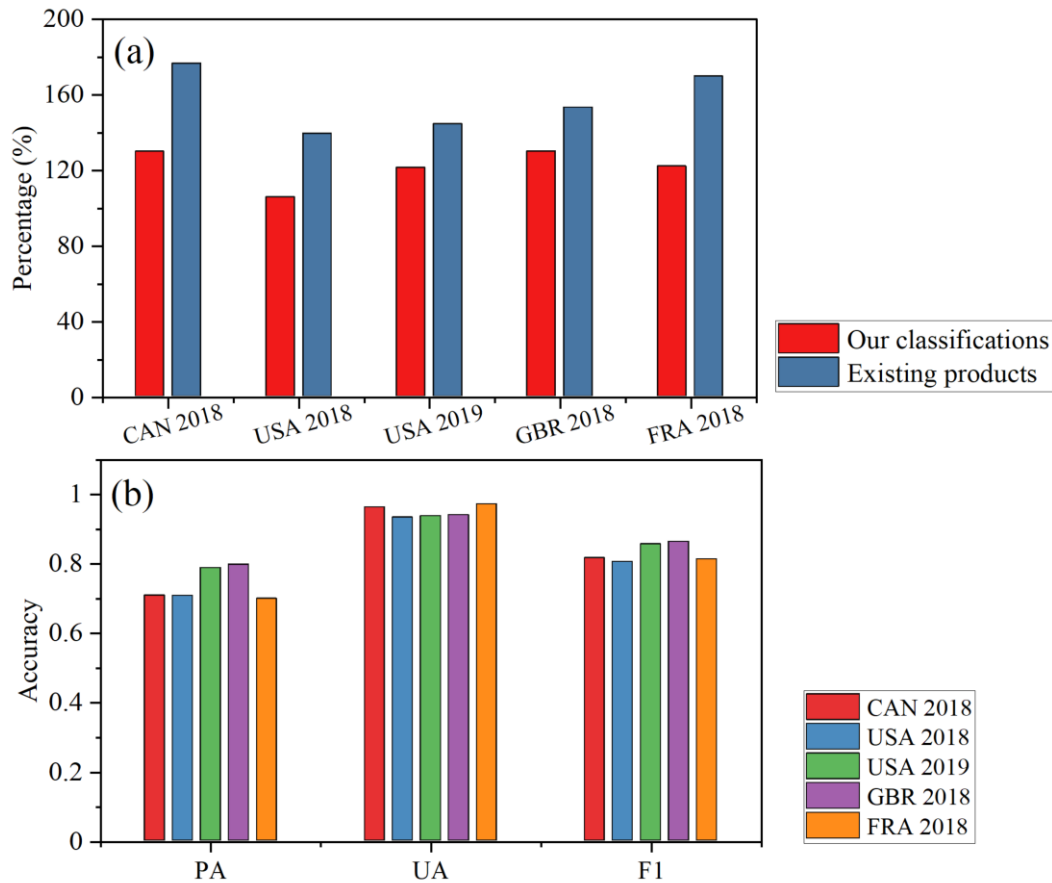 (a)
Percentage (%)
200
160
120
80
40
0
CAN 2018
USA 2018
USA 2019
GBR 2018
FRA 2018
Our classifications
Existing products
(b)
Accuracy
1
0.8
0.6
0.4
0.2
0
PA
UA
F1
CAN 2018
USA 2018
USA 2019
GBR 2018
FRA 2018